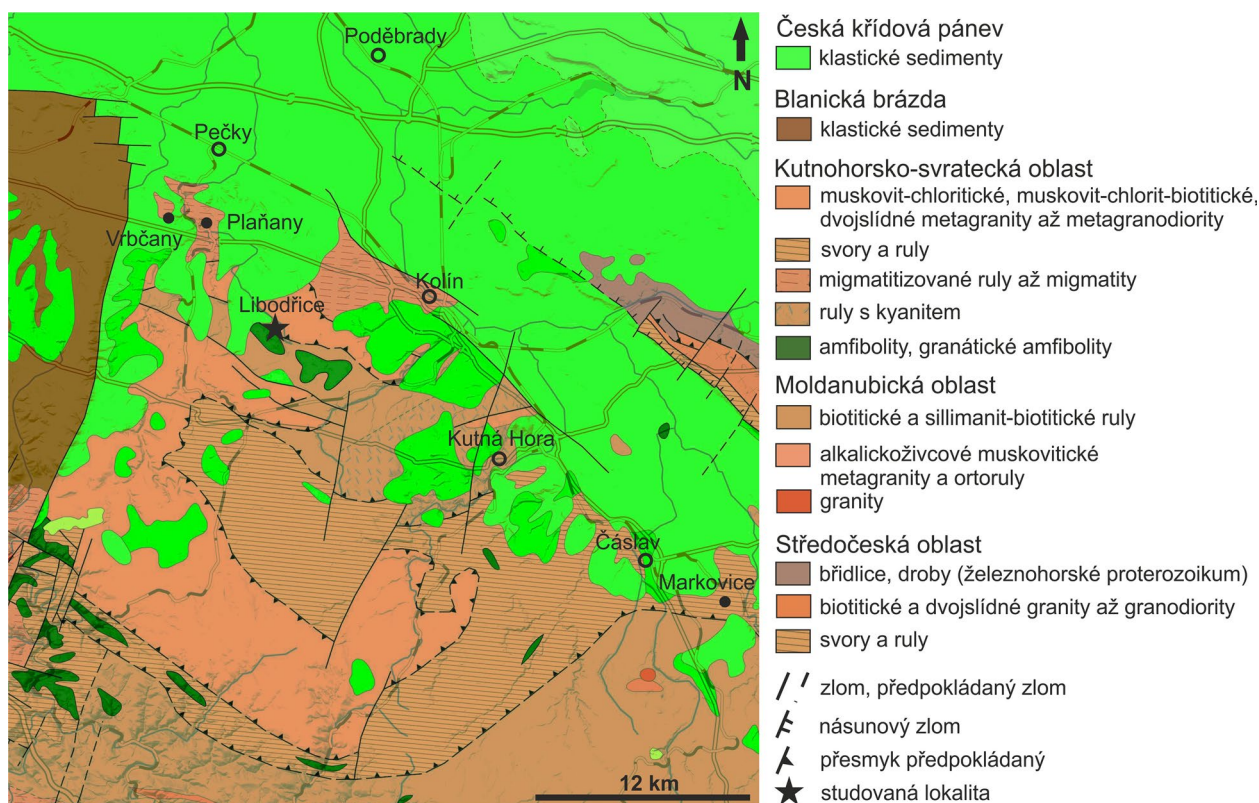 Poděbrady
N
Pečky
Vrbčany
Plaňany
Kolín
Libodřice
Kutná Hora
Čáslav
Markovice
12 km
Česká křídová pánev
klastické sedimenty
Blanická brázda
klastické sedimenty
Kutnohorsko-svratecká oblast
muskovit-chloritické, muskovit-chlorit-biotitické,
dvojslídné metagranity až metagranodiority
svory a ruly
migmatitizované ruly až migmatity
ruly s kyanitem
amfibolity, granátické amfibolity
Moldanubická oblast
biotitické a sillimanit-biotitické ruly
alkalickoživcové muskovitické
metagranity a ortoruly
granity
Středočeská oblast
břidlice, droby (železnohorské proterozoikum)
biotitické a dvojslídné granity až granodiority
svory a ruly
zlom, předpokládaný zlom
násunový zlom
přesmyk předpokládaný
studovaná lokalita